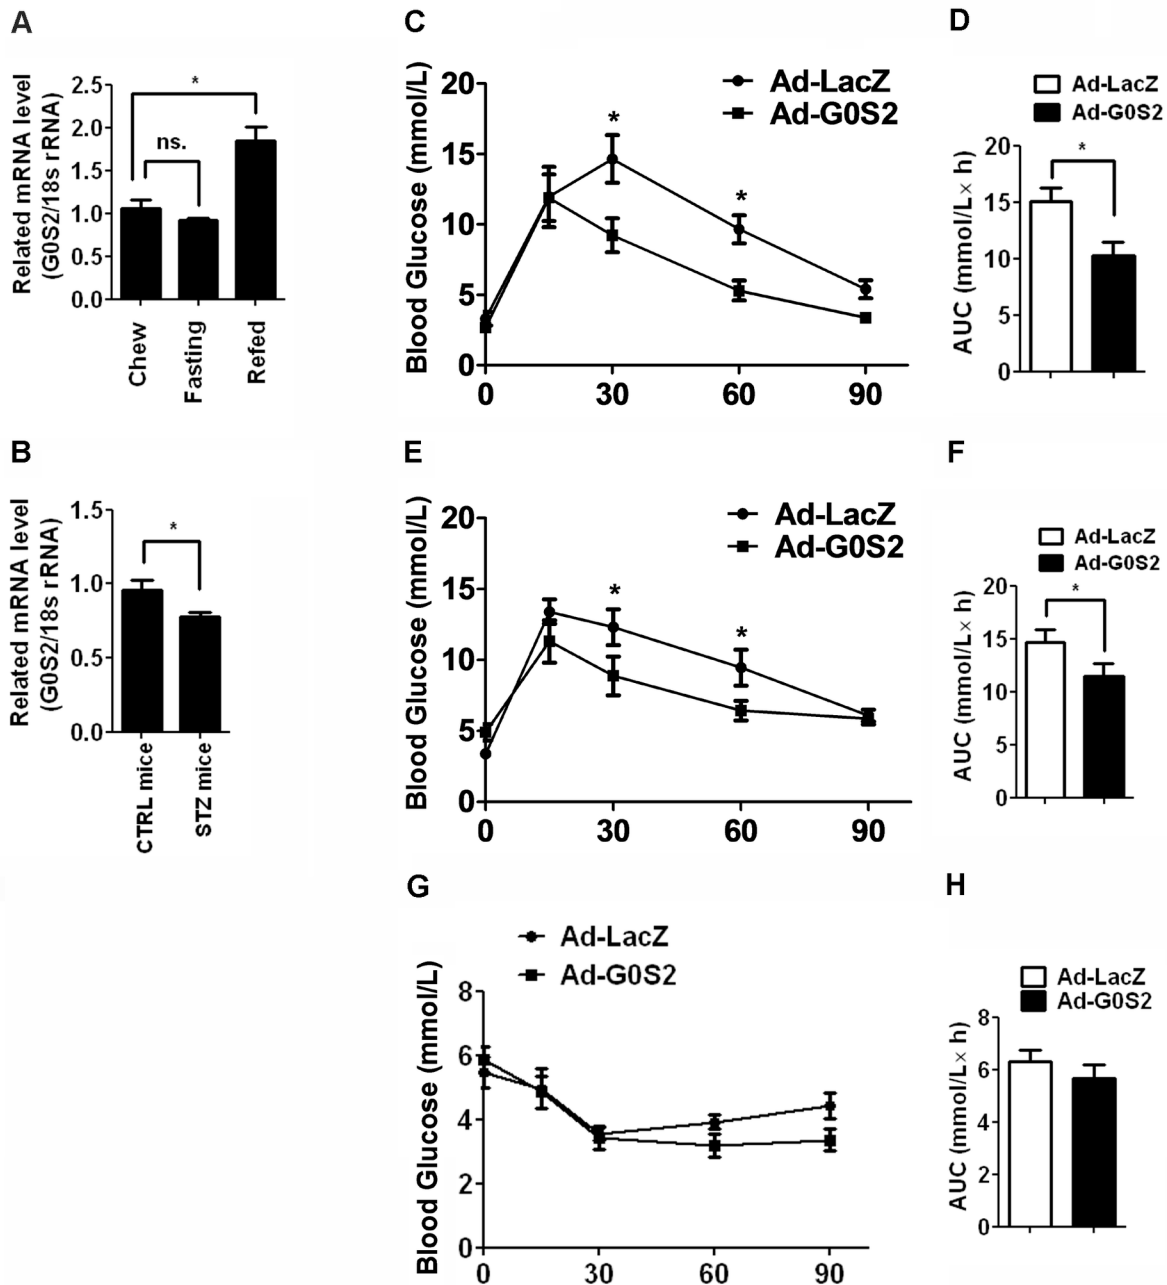 A
Related mRNA level
(G0S2/18s rRNA)
2.5
2.0
1.5
1.0
0.5
0.0
*
ns.
Chew
Fasting
Refed
B
Related mRNA level
(G0S2/18s rRNA)
1.5
1.0
0.5
0.0
*
CTRL mice
STZ mice
C
Blood Glucose (mmol/L)
20
15
10
5
0
Ad-LacZ
Ad-G0S2
*
*
0 30 60 90
D
Ad-LacZ
Ad-G0S2
AUC (mmol/L× h)
20
15
10
5
0
*
E
Blood Glucose (mmol/L)
20
15
10
5
0
Ad-LacZ
Ad-G0S2
*
*
0 30 60 90
F
Ad-LacZ
Ad-G0S2
AUC (mmol/L× h)
20
15
10
5
0
*
G
Ad-LacZ
Ad-G0S2
Blood Glucose (mmol/L)
8
6
4
2
0
0 30 60 90
H
Ad-LacZ
Ad-G0S2
AUC (mmol/L× h)
8
6
4
2
0